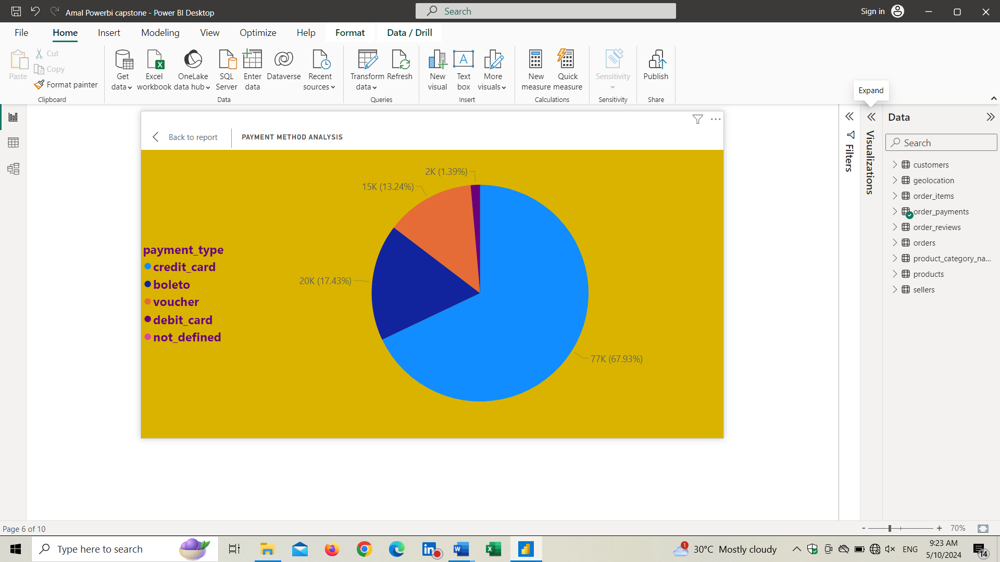 Amal Powerbi capstone - Power BI Desktop
Search
Sign in
File Home Insert Modeling View Optimize Help Format Data / Drill
Paste
Cut
Copy
Format painter
Clipboard
Get data
Excel workbook
OneLake data hub
SQL Server
Enter data
Dataverse
Recent sources
Data
Transform data
Refresh
Queries
New visual
Text box
More visuals
Insert
New measure
Quick measure
Calculations
Sensitivity
Sensitivity
Publish
Share
Expand
Back to report
PAYMENT METHOD ANALYSIS
payment_type
credit_card
boleto
voucher
debit_card
not_defined
2K (1.39%)
15K (13.24%)
20K (17.43%)
77K (67.93%)
Filters
Visualizations
Data
Search
customers
geolocation
order_items
order_payments
order_reviews
orders
product_category_na...
products
sellers
Page 6 of 10
- + 70%
Type here to search
1
30°C Mostly cloudy
ENG
9:23 AM
5/10/2024
14